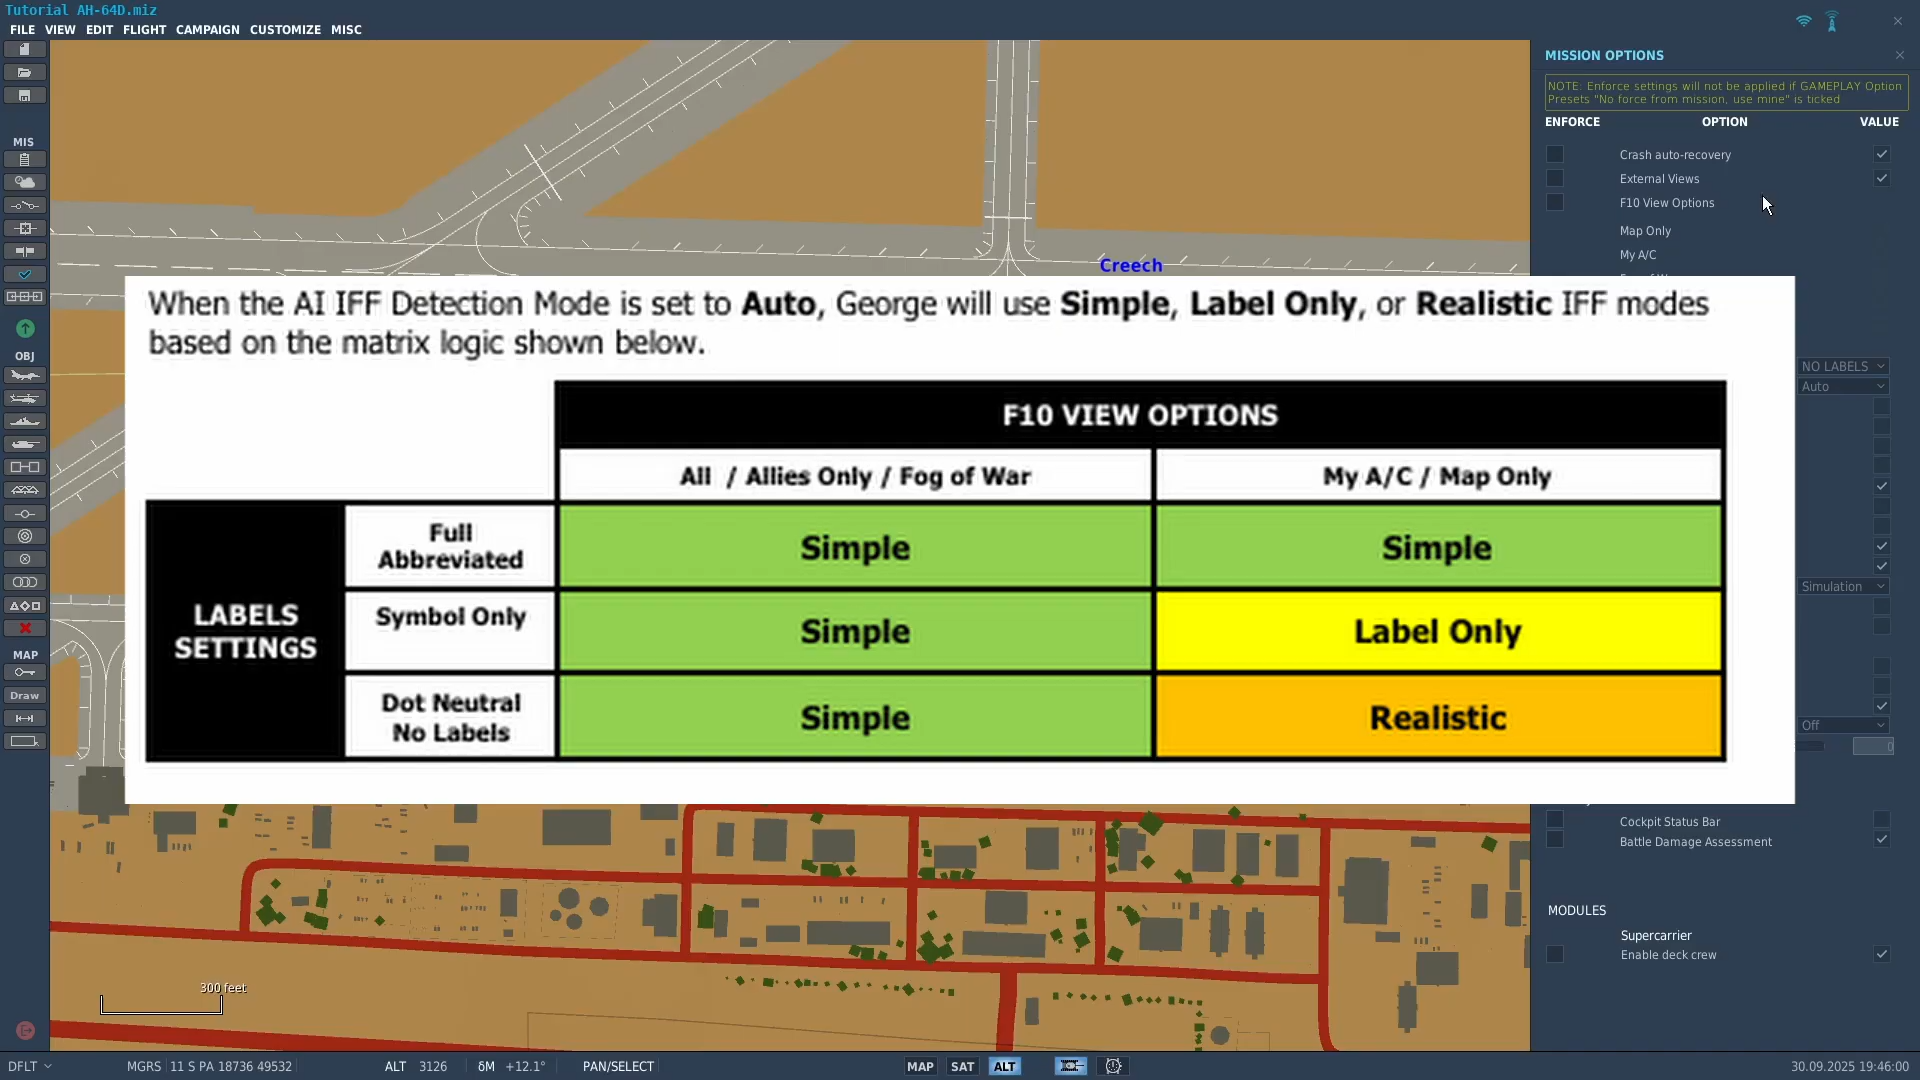 Tutorial AH-64D.miz
FILE VIEW EDIT FLIGHT CAMPAIGN CUSTOMIZE MISC
MISSION OPTIONS
NOTE: Enforce settings will not be applied if GAMEPLAY Option
Presets "No force from mission, use mine" is ticked
ENFORCE OPTION VALUE
MIS
Crash auto-recovery
External Views
F10 View Options
Map Only
My A/C
Creech
When the AI IFF Detection Mode is set to Auto, George will use Simple, Label Only, or Realistic IFF modes
based on the matrix logic shown below.
F10 VIEW OPTIONS
All / Allies Only / Fog of War My A/C / Map Only
LABELS
SETTINGS
Full
Abbreviated
Simple Simple
Symbol Only
Simple Label Only
Dot Neutral
No Labels
Simple Realistic
OBJ
MAP
Draw
NO LABELS
Auto
Simulation
Off
0
Cockpit Status Bar
Battle Damage Assessment
MODULES
Supercarrier
Enable deck crew
300 feet
DFLT MGRS 11 S PA 18736 49532 ALT 3126 δM +12.1° PAN/SELECT MAP SAT ALT 30.09.2025 19:46:00